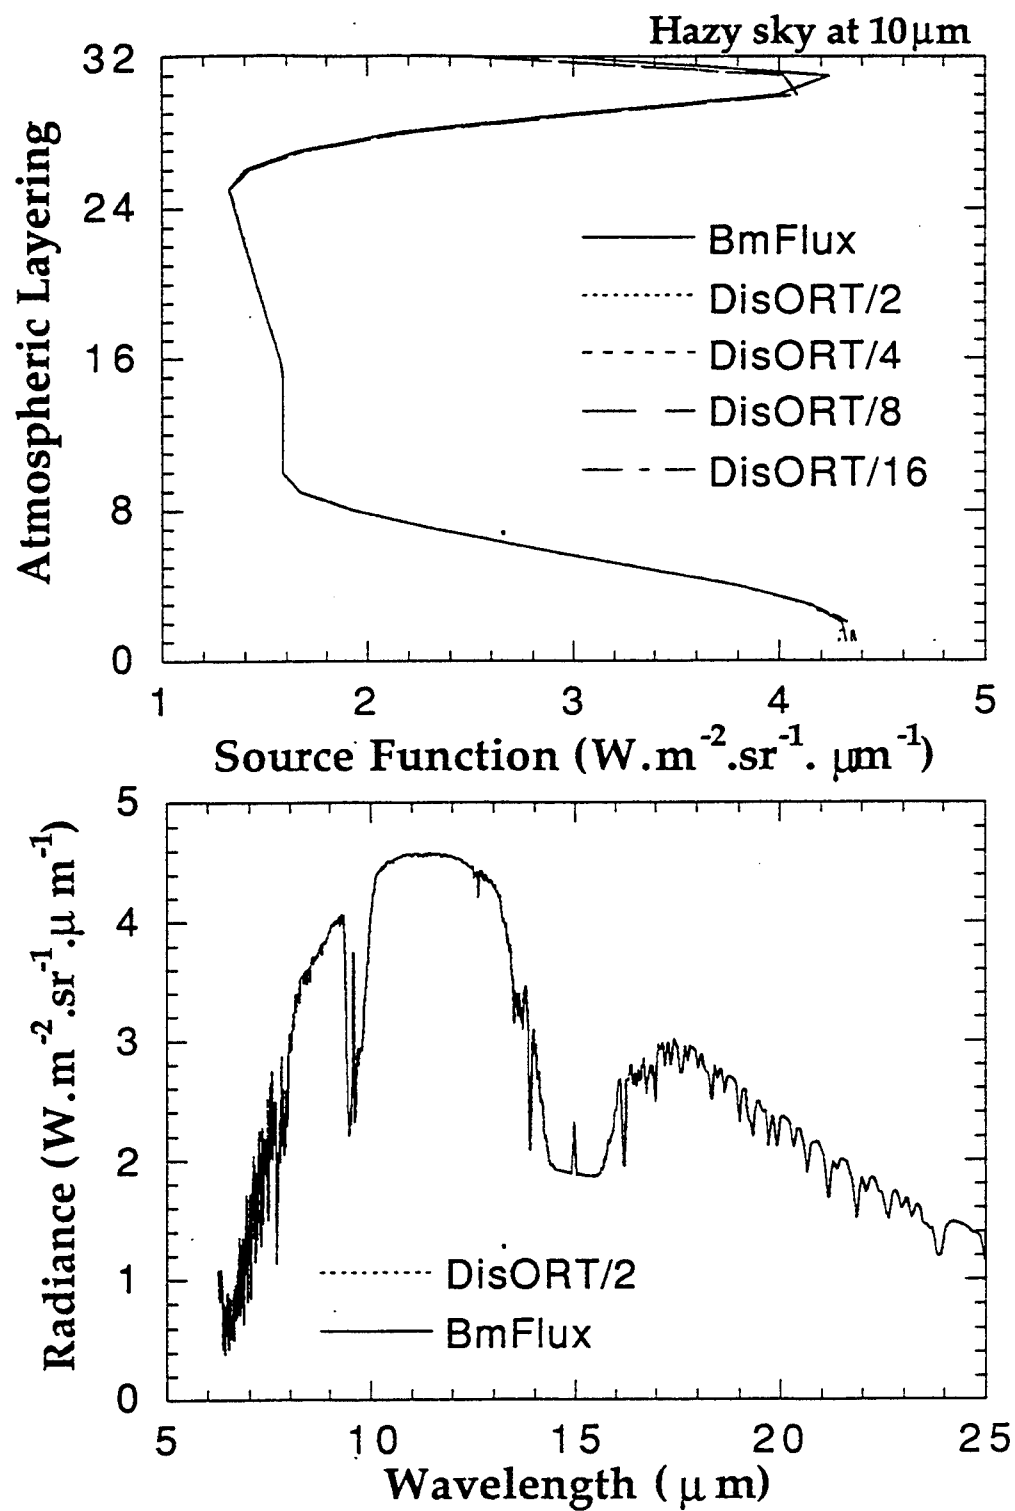 Hazy sky at 10μm
32
24
16
8
0
Atmospheric Layering
BmFlux
DisORT/2
DisORT/4
DisORT/8
DisORT/16
1 2 3 4 5
Source Function (W.m-2.sr-1. μm-1)
5
4
3
2
1
0
Radiance (W.m-2.sr-1.μ m-1)
DisORT/2
BmFlux
5 10 15 20 25
Wavelength ( μ m)